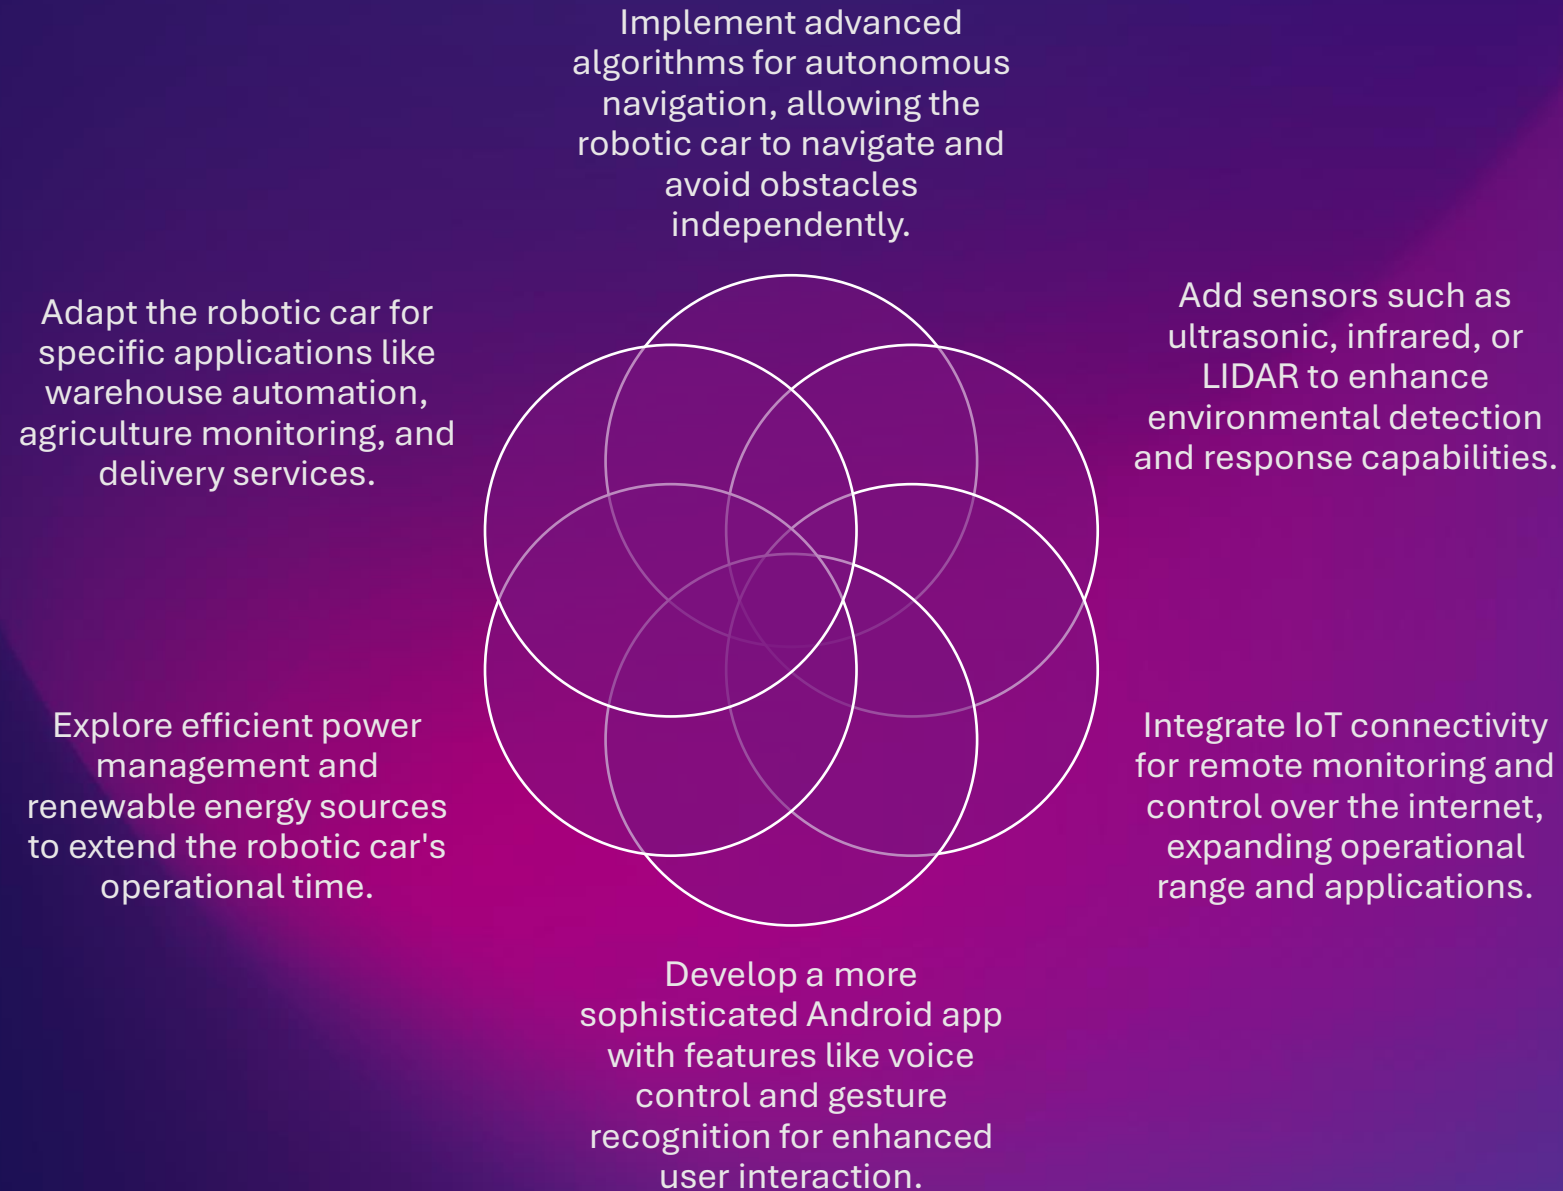 Implement advanced
algorithms for autonomous
navigation, allowing the
robotic car to navigate and
avoid obstacles
independently.
Add sensors such as
ultrasonic, infrared, or
LIDAR to enhance
environmental detection
and response capabilities.
Integrate IoT connectivity
for remote monitoring and
control over the internet,
expanding operational
range and applications.
Develop a more
sophisticated Android app
with features like voice
control and gesture
recognition for enhanced
user interaction.
Explore efficient power
management and
renewable energy sources
to extend the robotic car's
operational time.
Adapt the robotic car for
specific applications like
warehouse automation,
agriculture monitoring, and
delivery services.